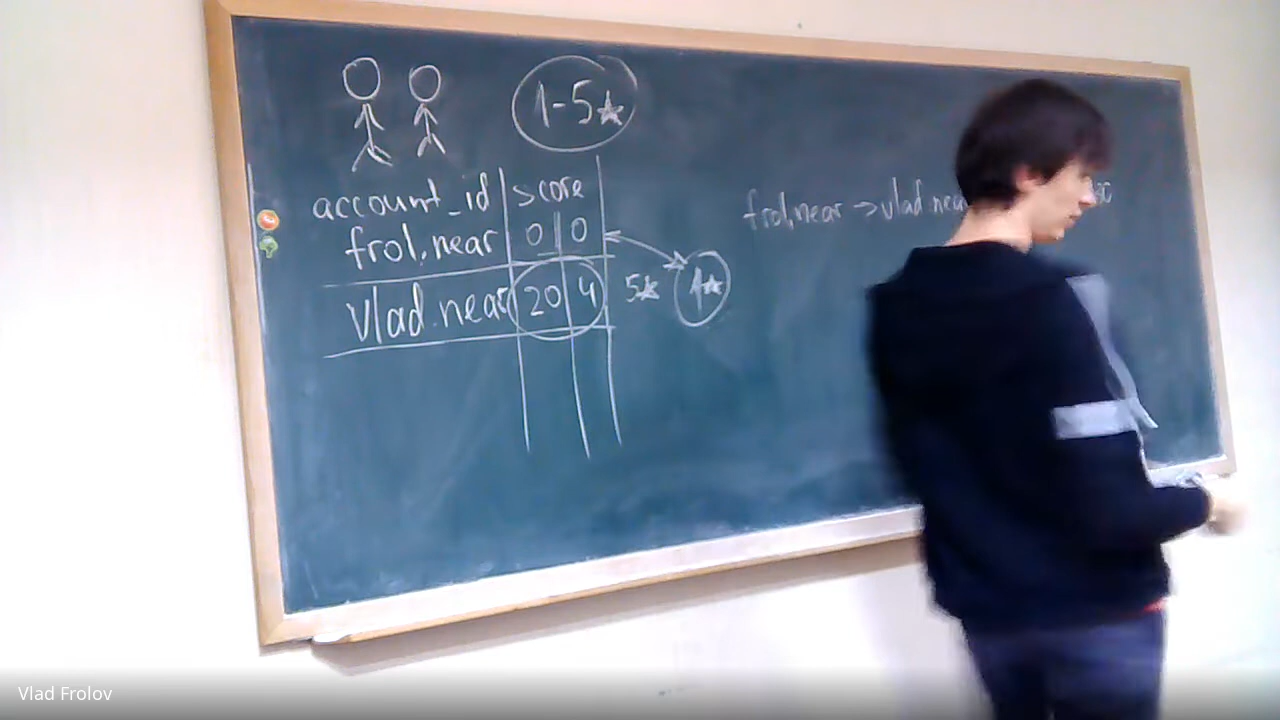 1-5★
account_id score
frol.near 0 0
vlad.near 20 4 5★ 1★
frol.near → vlad.near
Vlad Frolov